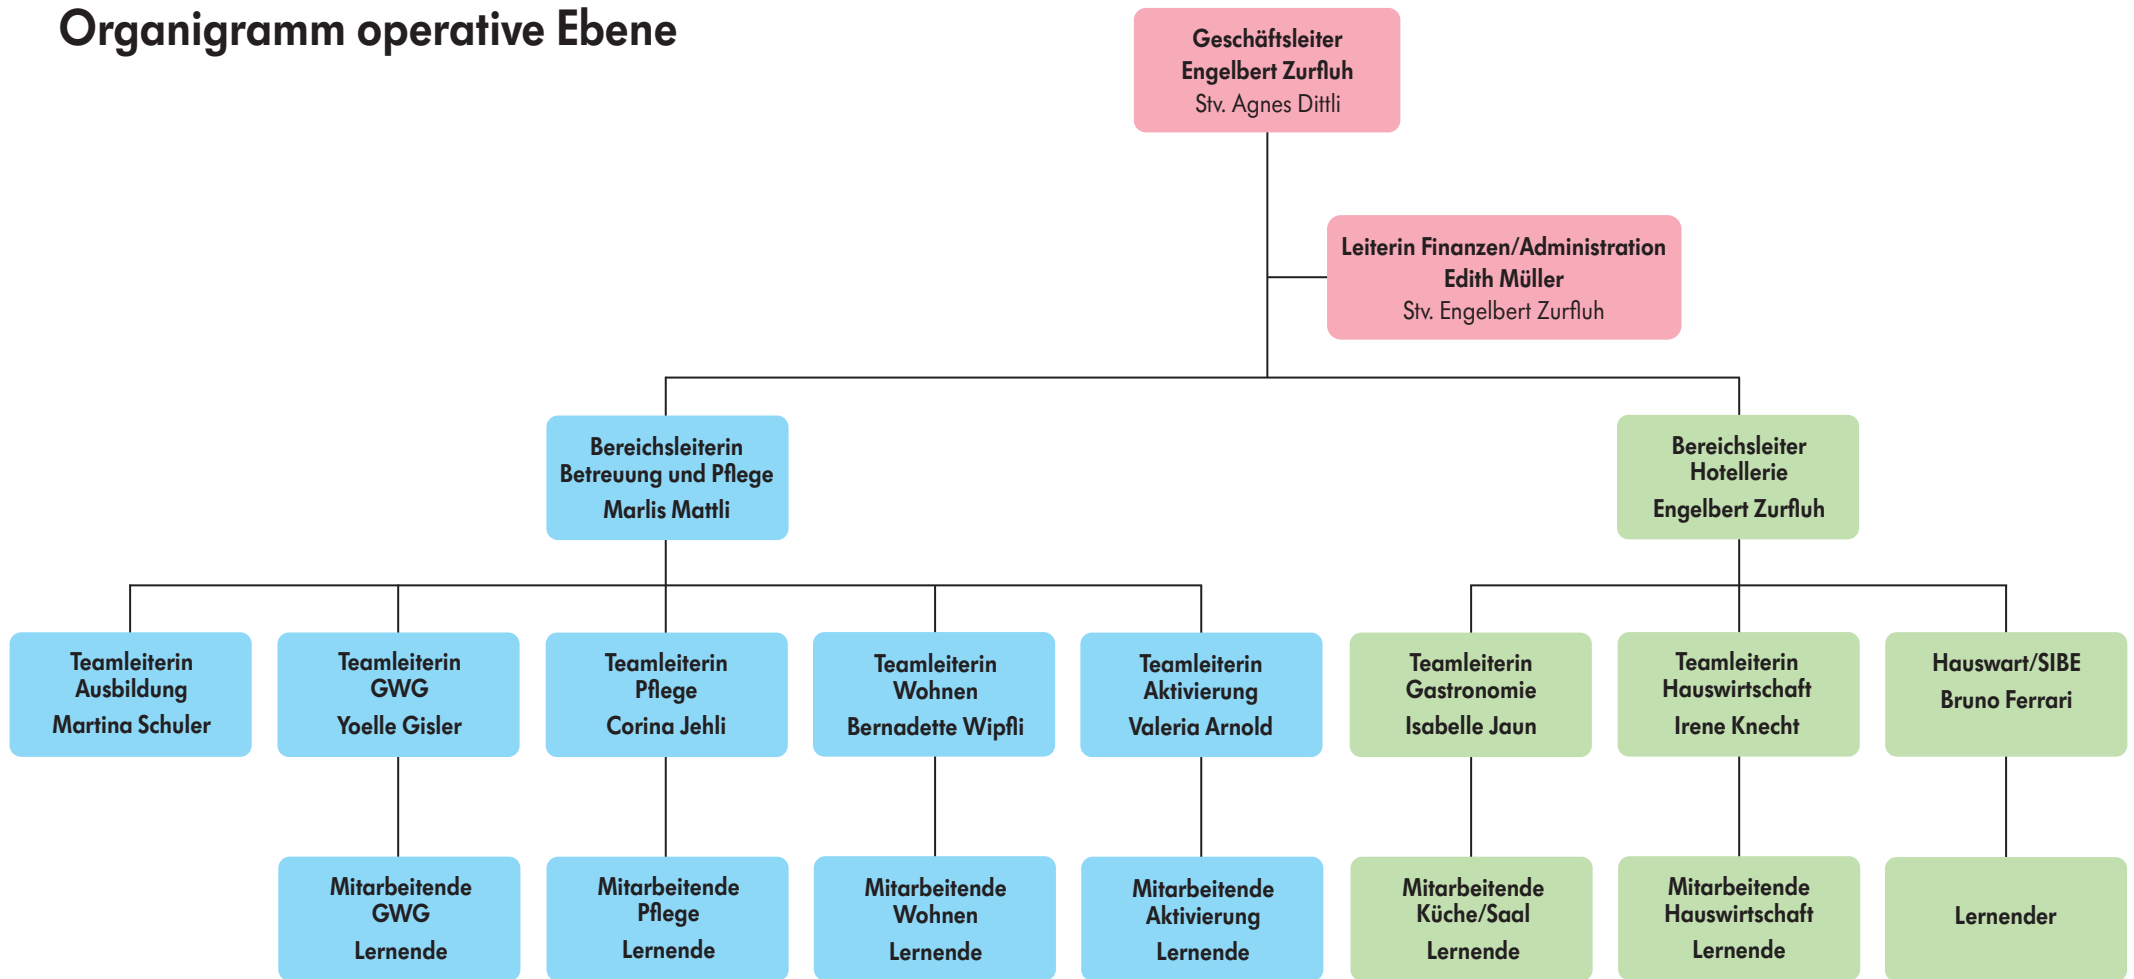 Organigramm operative Ebene
Geschäftsleiter
Engelbert Zurfluh
Stv. Agnes Dittli
Leiterin Finanzen/Administration
Edith Müller
Stv. Engelbert Zurfluh
Bereichsleiterin
Betreuung und Pflege
Marlis Mattli
Bereichsleiter
Hotellerie
Engelbert Zurfluh
Teamleiterin
Ausbildung
Martina Schuler
Teamleiterin
GWG
Yoelle Gisler
Teamleiterin
Pflege
Corina Jehli
Teamleiterin
Wohnen
Bernadette Wipfli
Teamleiterin
Aktivierung
Valeria Arnold
Teamleiterin
Gastronomie
Isabelle Jaun
Teamleiterin
Hauswirtschaft
Irene Knecht
Hauswart/SIBE
Bruno Ferrari
Mitarbeitende
GWG
Lernende
Mitarbeitende
Pflege
Lernende
Mitarbeitende
Wohnen
Lernende
Mitarbeitende
Aktivierung
Lernende
Mitarbeitende
Küche/Saal
Lernende
Mitarbeitende
Hauswirtschaft
Lernende
Lernender